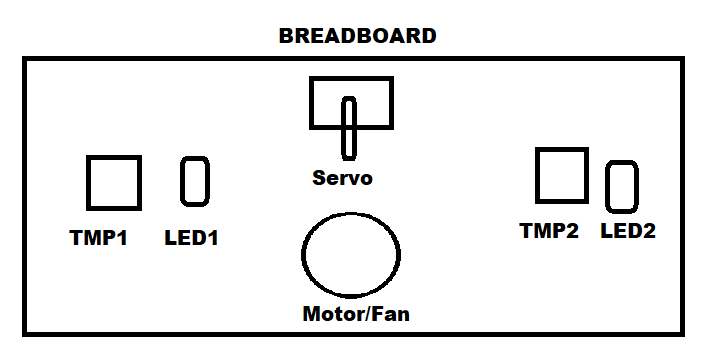 BREADBOARD
Servo
TMP1 LED1
TMP2 LED2
Motor/Fan